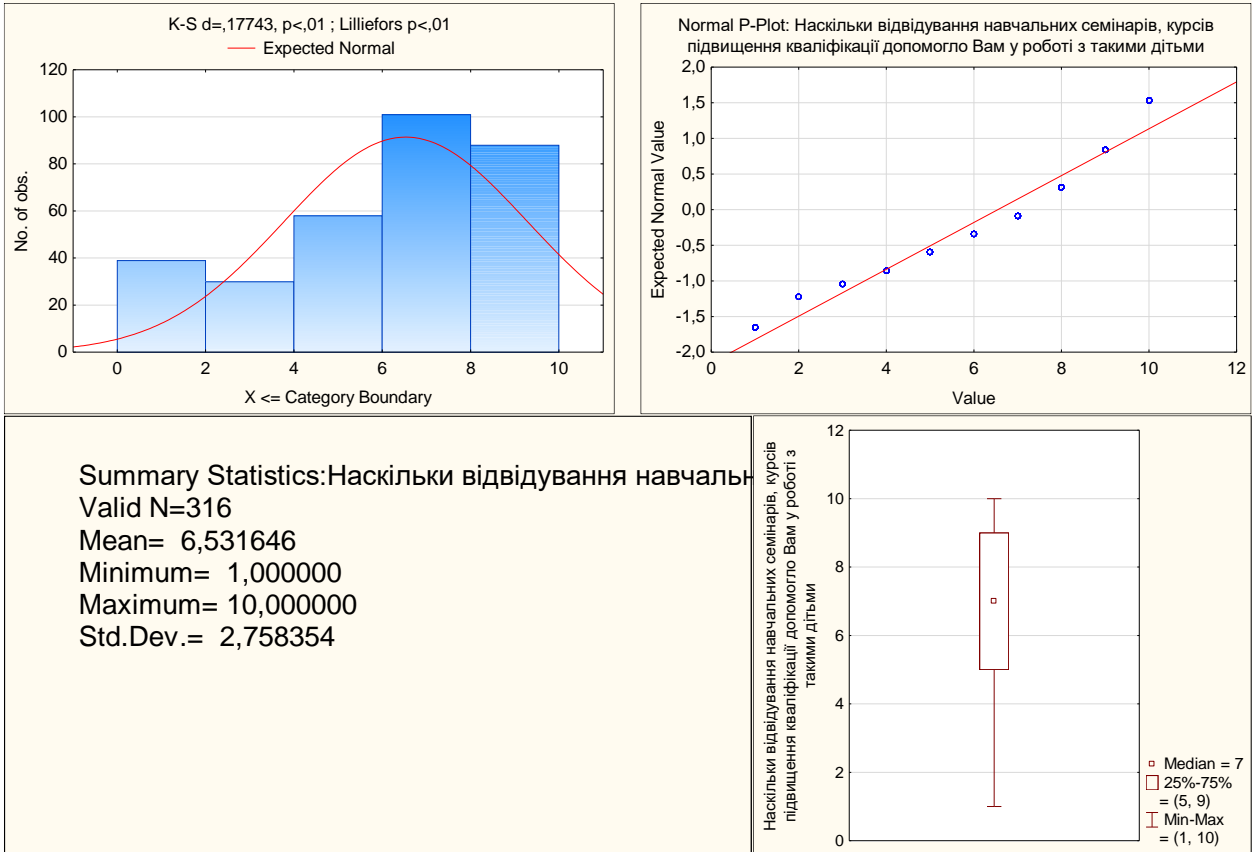 K-S d=,17743, p<,01 ; Lilliefors p<,01
Expected Normal
120
100
80
60
40
20
0
No. of obs.
0 2 4 6 8 10
X <= Category Boundary
Normal P-Plot: Наскільки відвідування навчальних семінарів, курсів
підвищення кваліфікації допомогло Вам у роботі з такими дітьми
2,0
1,5
1,0
0,5
0,0
-0,5
-1,0
-1,5
-2,0
Expected Normal Value
0 2 4 6 8 10 12
Value
Summary Statistics:Наскільки відвідування навчальн
Valid N=316
Mean= 6,531646
Minimum= 1,000000
Maximum= 10,000000
Std.Dev.= 2,758354
Наскільки відвідування навчальних семінарів, курсів
підвищення кваліфікації допомогло Вам у роботі з
такими дітьми
12
10
8
6
4
2
0
Median = 7
25%-75%
= (5, 9)
Min-Max
= (1, 10)